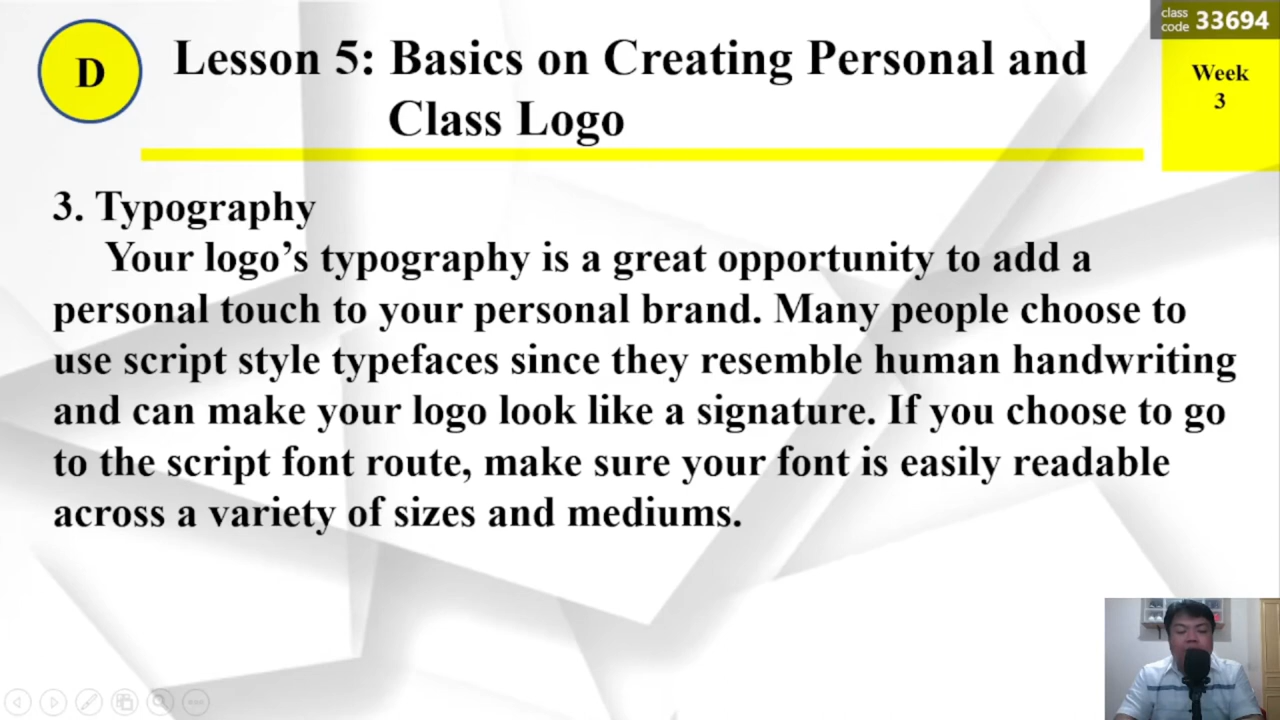 class
code 33694
D
Lesson 5: Basics on Creating Personal and
Class Logo
Week
3
3. Typography
Your logo’s typography is a great opportunity to add a
personal touch to your personal brand. Many people choose to
use script style typefaces since they resemble human handwriting
and can make your logo look like a signature. If you choose to go
to the script font route, make sure your font is easily readable
across a variety of sizes and mediums.